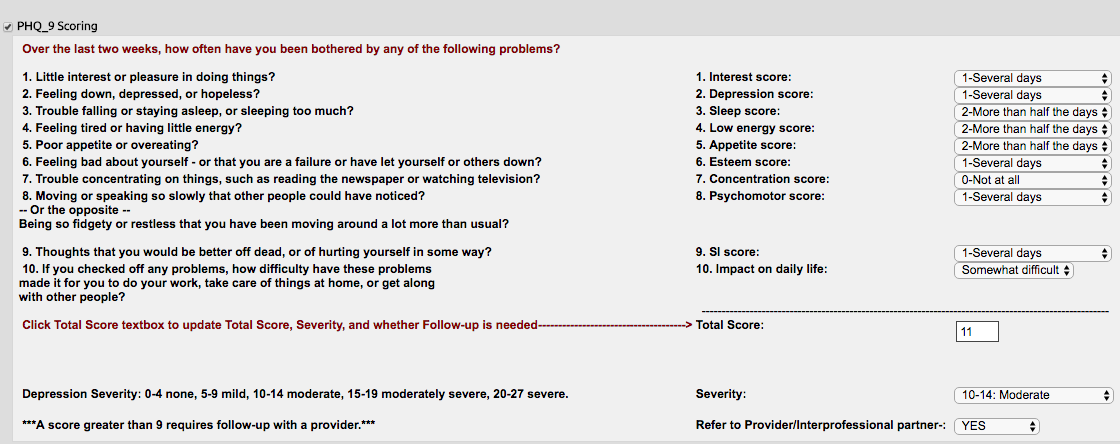 PHQ_9 Scoring
Over the last two weeks, how often have you been bothered by any of the following problems?
1. Little interest or pleasure in doing things? 1. Interest score: 1-Several days
2. Feeling down, depressed, or hopeless? 2. Depression score: 1-Several days
3. Trouble falling or staying asleep, or sleeping too much? 3. Sleep score: 2-More than half the days
4. Feeling tired or having little energy? 4. Low energy score: 2-More than half the days
5. Poor appetite or overeating? 5. Appetite score: 2-More than half the days
6. Feeling bad about yourself - or that you are a failure or have let yourself or others down? 6. Esteem score: 1-Several days
7. Trouble concentrating on things, such as reading the newspaper or watching television? 7. Concentration score: 0-Not at all
8. Moving or speaking so slowly that other people could have noticed? 8. Psychomotor score: 1-Several days
-- Or the opposite --
Being so fidgety or restless that you have been moving around a lot more than usual?
9. Thoughts that you would be better off dead, or of hurting yourself in some way? 9. SI score: 1-Several days
10. If you checked off any problems, how difficulty have these problems 10. Impact on daily life: Somewhat difficult
made it for you to do your work, take care of things at home, or get along
with other people?
Click Total Score textbox to update Total Score, Severity, and whether Follow-up is needed-------------------------------------> Total Score: 11
Depression Severity: 0-4 none, 5-9 mild, 10-14 moderate, 15-19 moderately severe, 20-27 severe. Severity: 10-14: Moderate
***A score greater than 9 requires follow-up with a provider.*** Refer to Provider/Interprofessional partner-: YES